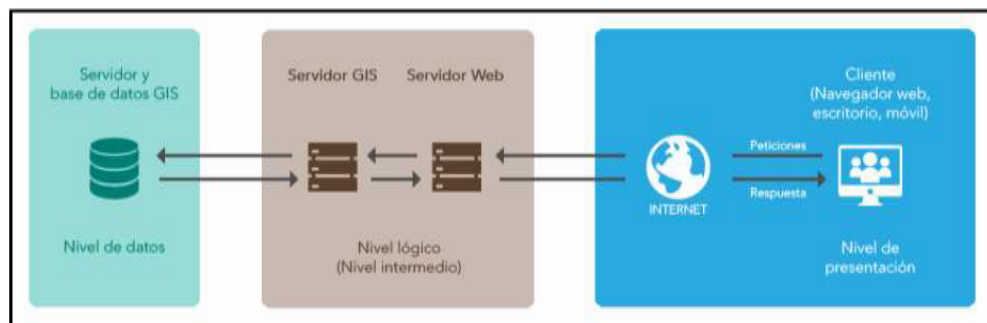 Servidor y
base de datos GIS
Nivel de datos
Servidor GIS
Servidor Web
Nivel lógico
(Nivel intermedio)
Cliente
(Navegador web,
escritorio, móvil)
Peticiones
Respuesta
INTERNET
Nivel de
presentación